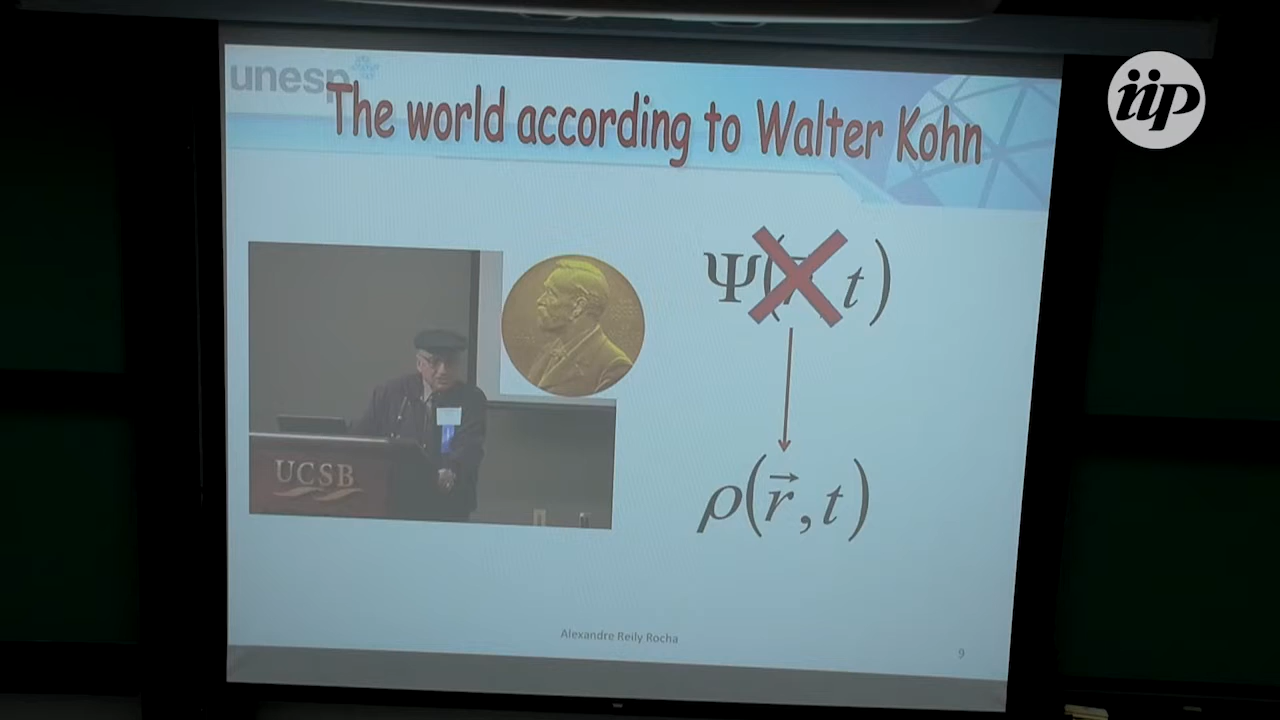 unesp
The world according to Walter Kohn
iip
Ψ( t)
UCSB
ρ(r⃗,t)
Alexandre Reily Rocha
9